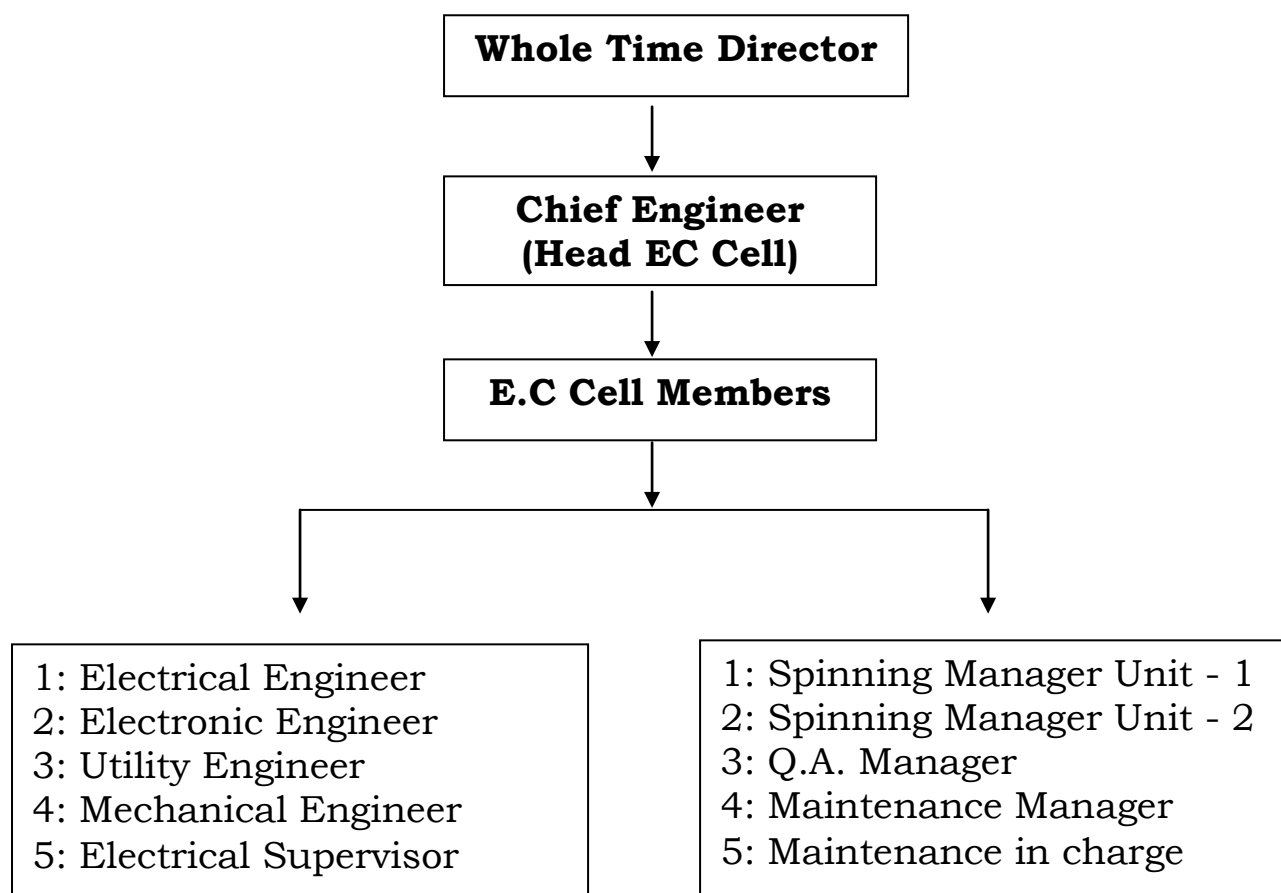 Whole Time Director
Chief Engineer
(Head EC Cell)
E.C Cell Members
1: Electrical Engineer
2: Electronic Engineer
3: Utility Engineer
4: Mechanical Engineer
5: Electrical Supervisor
1: Spinning Manager Unit - 1
2: Spinning Manager Unit - 2
3: Q.A. Manager
4: Maintenance Manager
5: Maintenance in charge